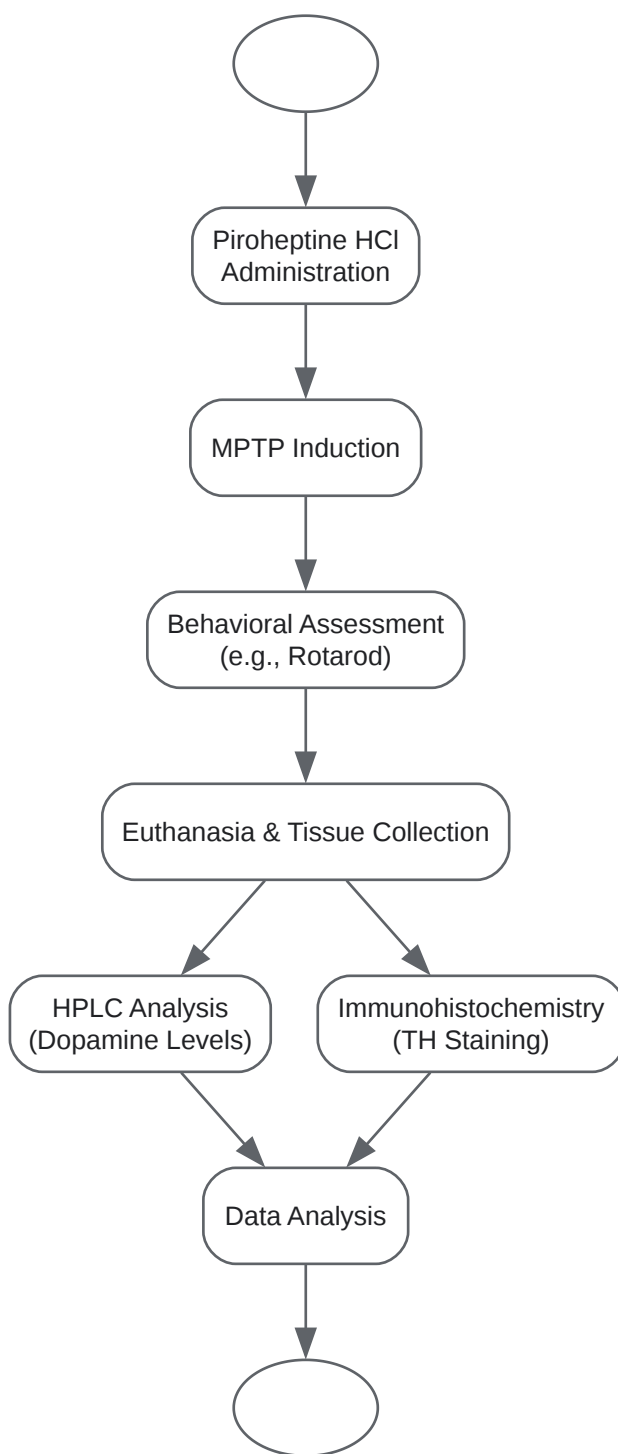 Piroheptine HCl
Administration
MPTP Induction
Behavioral Assessment
(e.g., Rotarod)
Euthanasia & Tissue Collection
HPLC Analysis
(Dopamine Levels)
Immunohistochemistry
(TH Staining)
Data Analysis